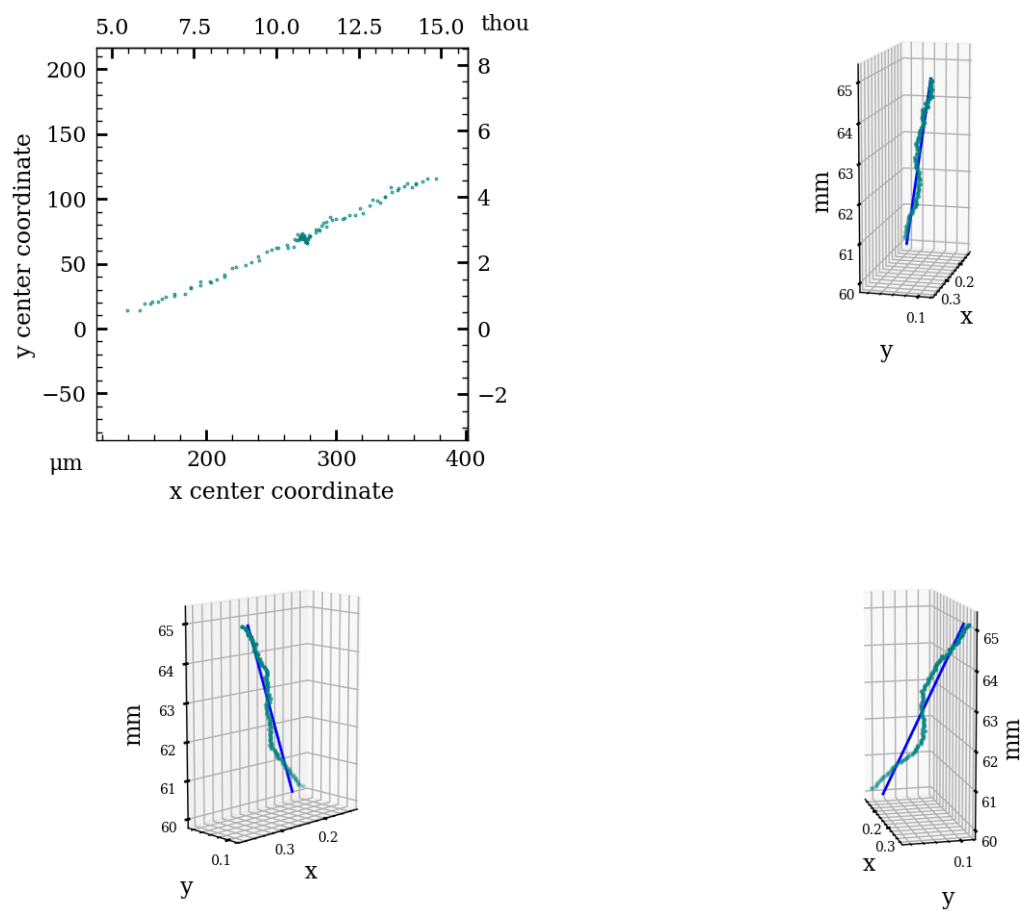 5.0 7.5 10.0 12.5 15.0 thou
200
150
100
50
0
−50
8
6
4
2
0
−2
y center coordinate
µm
200 300 400
x center coordinate
65
64
63
62
61
60
mm
0.1
0.2
0.3
x
y
65
64
63
62
61
60
mm
0.1
0.3
0.2
x
y
65
64
63
62
61
60
mm
0.2
0.3
0.1
x
y